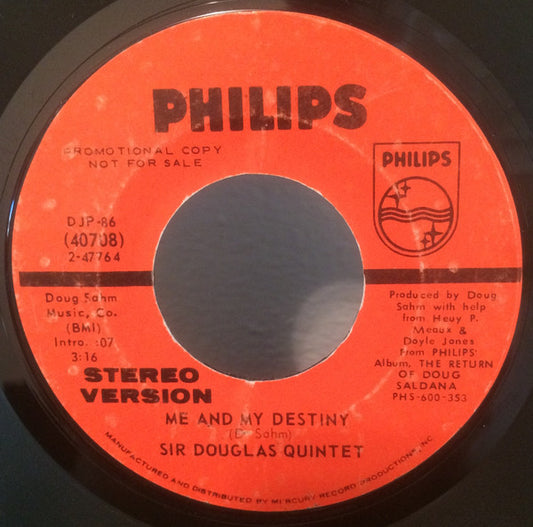 PHILIPS
PROMOTIONAL COPY
NOT FOR SALE
PHILIPS
DJP-86
(40708)
2-47764
Doug Sahm
Music, Co.
(BMI)
Intro. :07
3:16
STEREO
VERSION
Produced by Doug
Sahm with help
from Heuy P.
Meaux &
Doyle Jones
From PHILIPS'
Album, THE RETURN
OF DOUG
SALDANA
PHS-600-353
ME AND MY DESTINY
(D. Sahm)
SIR DOUGLAS QUINTET
MANUFACTURED AND DISTRIBUTED BY MERCURY RECORD PRODUCTIONS, INC.